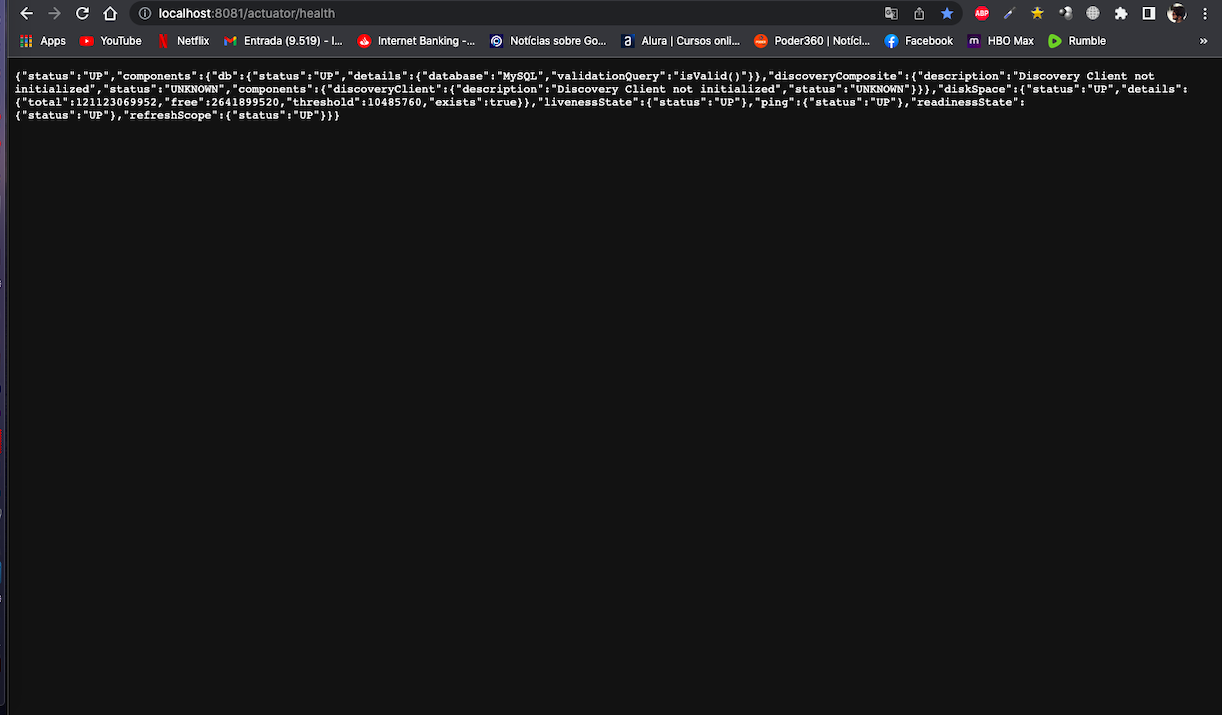 localhost:8081/actuator/health
ABP
Apps YouTube Netflix Entrada (9.519) - I... Internet Banking -... Notícias sobre Go... a Alura | Cursos onli... Poder360 | Notíci... Facebook m HBO Max Rumble »
{"status":"UP","components":{"db":{"status":"UP","details":{"database":"MySQL","validationQuery":"isValid()"}},"discoveryComposite":{"description":"Discovery Client not
initialized","status":"UNKNOWN","components":{"discoveryClient":{"description":"Discovery Client not initialized","status":"UNKNOWN"}}},"diskSpace":{"status":"UP","details":
{"total":121123069952,"free":2641899520,"threshold":10485760,"exists":true}},"livenessState":{"status":"UP"},"ping":{"status":"UP"},"readinessState":
{"status":"UP"},"refreshScope":{"status":"UP"}}}